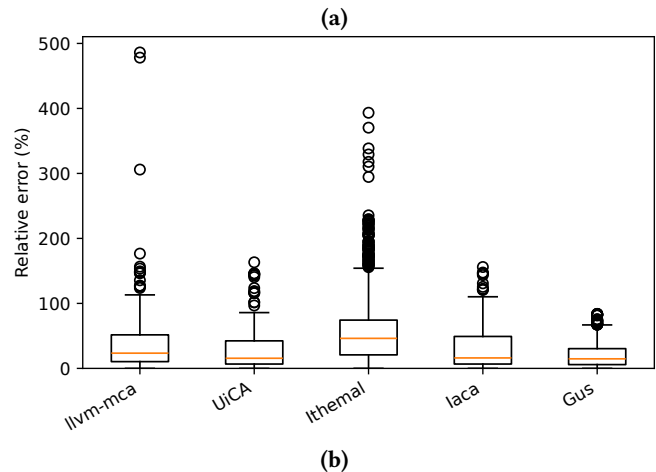 (a)
500
400
300
200
100
0
Relative error (%)
llvm-mca
UiCA
Ithemal
Iaca
Gus
(b)